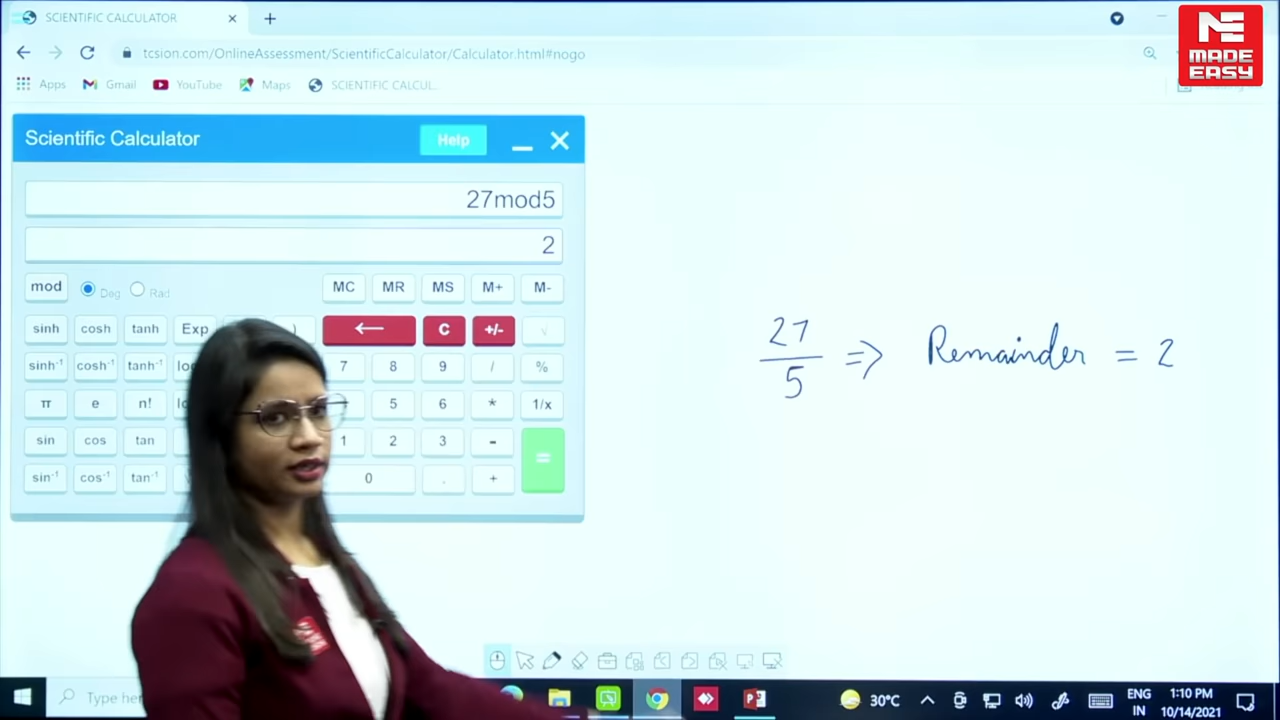 SCIENTIFIC CALCULATOR
tcsion.com/OnlineAssessment/ScientificCalculator/Calculator.html#nogo
Apps Gmail YouTube Maps SCIENTIFIC CALCUL...
ME
MADE
EASY
Scientific Calculator Help
27mod5
2
mod Deg Rad MC MR MS M+ M-
sinh cosh tanh Exp ) ← C +/- √
sinh⁻¹ cosh⁻¹ tanh⁻¹ 7 8 9 / %
π e n! 5 6 * 1/x
sin cos tan 1 2 3 - =
sin⁻¹ cos⁻¹ tan⁻¹ 0 . +
27
5
⇒ Remainder = 2
Type her
30°C ENG 1:10 PM
IN 10/14/2021